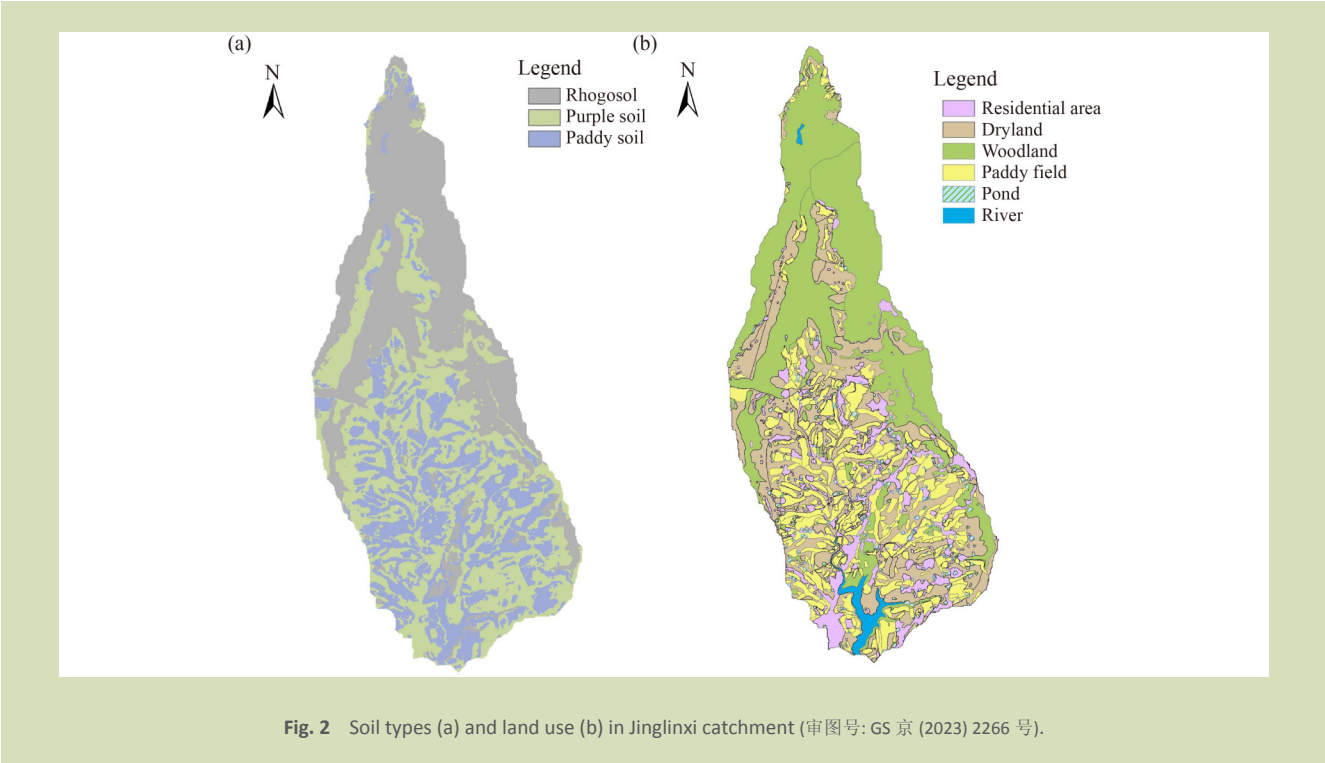 (a)
N
Legend
Rhogosol
Purple soil
Paddy soil
(b)
N
Legend
Residential area
Dryland
Woodland
Paddy field
Pond
River
Fig. 2 Soil types (a) and land use (b) in Jinglinxi catchment (审图号: GS 京 (2023) 2266 号).